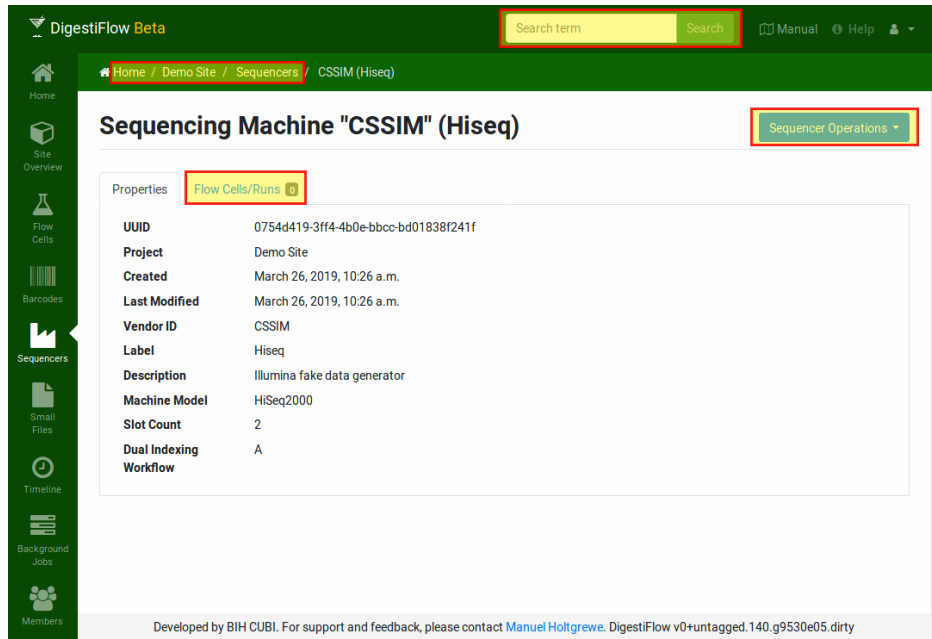 DigestiFlow Beta
Search term
Search
Manual
Help
Home / Demo Site / Sequencers / CSSIM (Hiseq)
Home
Site
Overview
Flow
Cells
Barcodes
Sequencers
Small
Files
Timeline
Background
Jobs
Members
Sequencing Machine "CSSIM" (Hiseq)
Sequencer Operations
Properties
Flow Cells/Runs 0
UUID 0754d419-3ff4-4b0e-bbcc-bd01838f241f
Project Demo Site
Created March 26, 2019, 10:26 a.m.
Last Modified March 26, 2019, 10:26 a.m.
Vendor ID CSSIM
Label Hiseq
Description Illumina fake data generator
Machine Model HiSeq2000
Slot Count 2
Dual Indexing A
Workflow
Developed by BIH CUBI. For support and feedback, please contact Manuel Holtgrewe. DigestiFlow v0+untagged.140.g9530e05.dirty